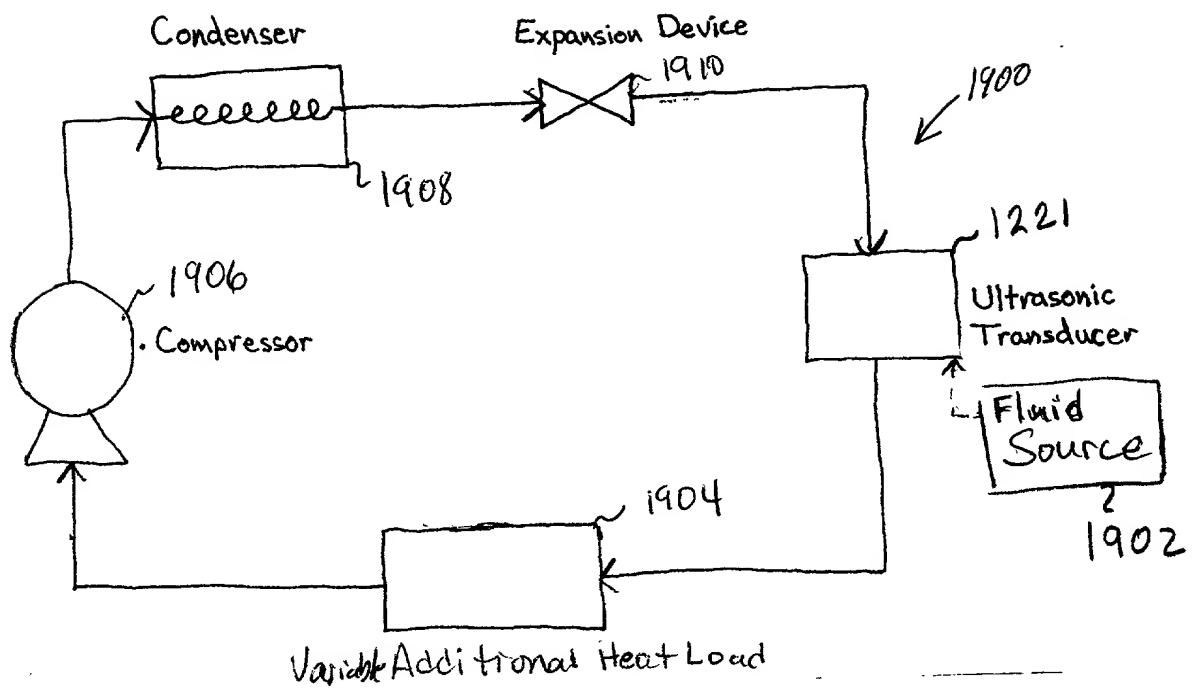 Condenser
Expansion Device
1910
1900
1908
1221
1906
Ultrasonic
Transducer
Compressor
Fluid
Source
1904
1902
Variable Additional Heat Load